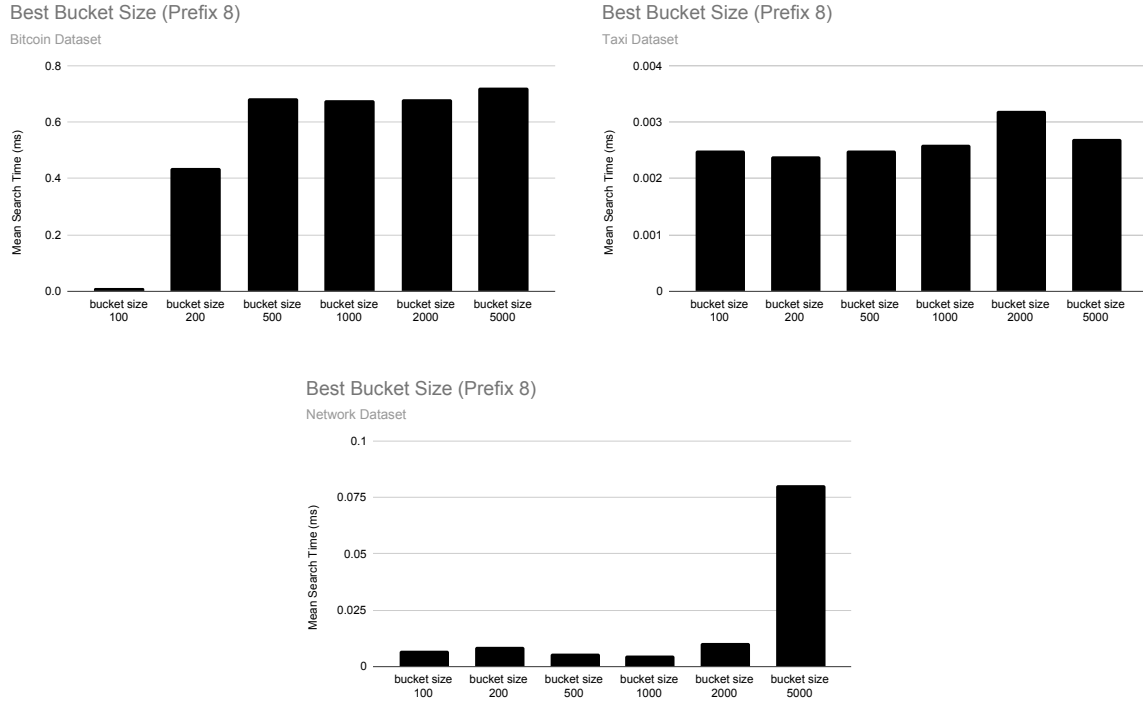 Best Bucket Size (Prefix 8)
Bitcoin Dataset
Mean Search Time (ms)
0.8
0.6
0.4
0.2
0.0
bucket size
100
bucket size
200
bucket size
500
bucket size
1000
bucket size
2000
bucket size
5000
Best Bucket Size (Prefix 8)
Taxi Dataset
Mean Search Time (ms)
0.004
0.003
0.002
0.001
0
bucket size
100
bucket size
200
bucket size
500
bucket size
1000
bucket size
2000
bucket size
5000
Best Bucket Size (Prefix 8)
Network Dataset
Mean Search Time (ms)
0.1
0.075
0.05
0.025
0
bucket size
100
bucket size
200
bucket size
500
bucket size
1000
bucket size
2000
bucket size
5000